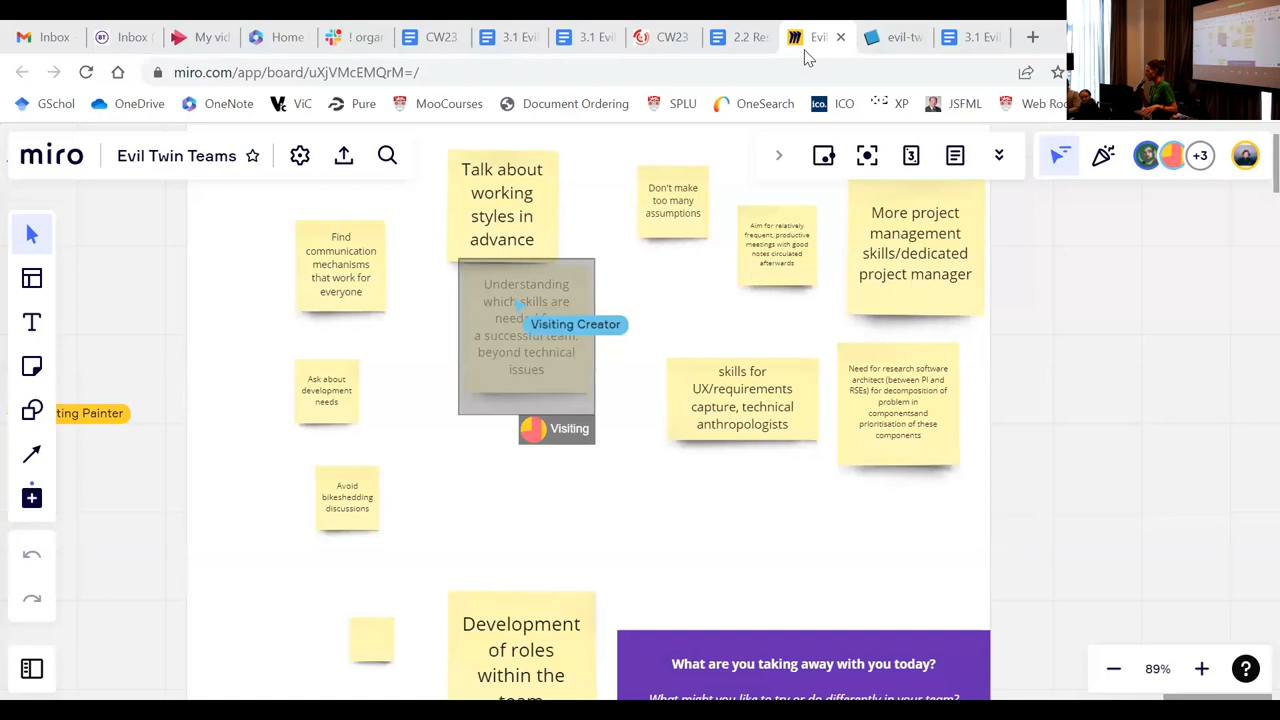 Inbox
Inbox (
My vid
Home
! organ
CW23
3.1 Evil
3.1 Evi
CW23
2.2 Re
Evil
evil-tw
3.1 Evi
miro.com/app/board/uXjVMcEMQrM=/
GSchol
OneDrive
OneNote
ViC
Pure
MooCourses
Document Ordering
SPLU
OneSearch
ico.
ICO
XP
JSFML
Web Roo
miro
Evil Twin Teams
3
+3
Talk about
working
styles in
advance
Find
communication
mechanisms
that work for
everyone
Don't make
too many
assumptions
Aim for relatively
frequent, productive
meetings with good
notes circulated
afterwards
More project
management
skills/dedicated
project manager
Understanding
which skills are
a successful team,
beyond technical
issues
Visiting Creator
Visiting
Ask about
development
needs
ting Painter
skills for
UX/requirements
capture, technical
anthropologists
Need for research software
architect (between PI and
RSEs) for decomposition of
problem in
componentsand
prioritisation of these
components
Avoid
bikeshedding
discussions
Development
of roles
within the
team
What are you taking away with you today?
What might you like to try or do differently in your team?
89%
?